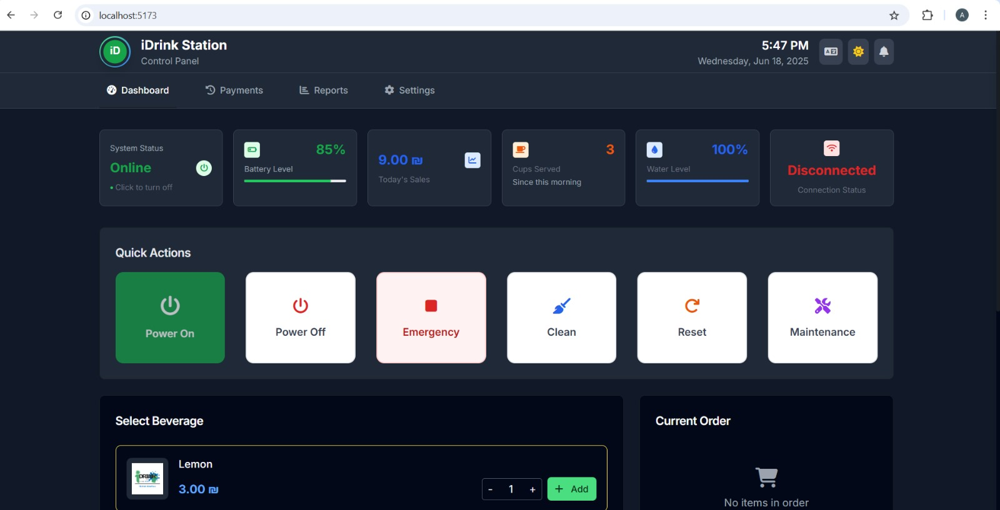 localhost:5173
A
iD
iDrink Station
Control Panel
5:47 PM
Wednesday, Jun 18, 2025
Dashboard
Payments
Reports
Settings
System Status
Online
• Click to turn off
85%
Battery Level
9.00 ₪
Today's Sales
3
Cups Served
Since this morning
100%
Water Level
Disconnected
Connection Status
Quick Actions
Power On
Power Off
Emergency
Clean
Reset
Maintenance
Select Beverage
Lemon
3.00 ₪
- 1 +
+ Add
Current Order
No items in order